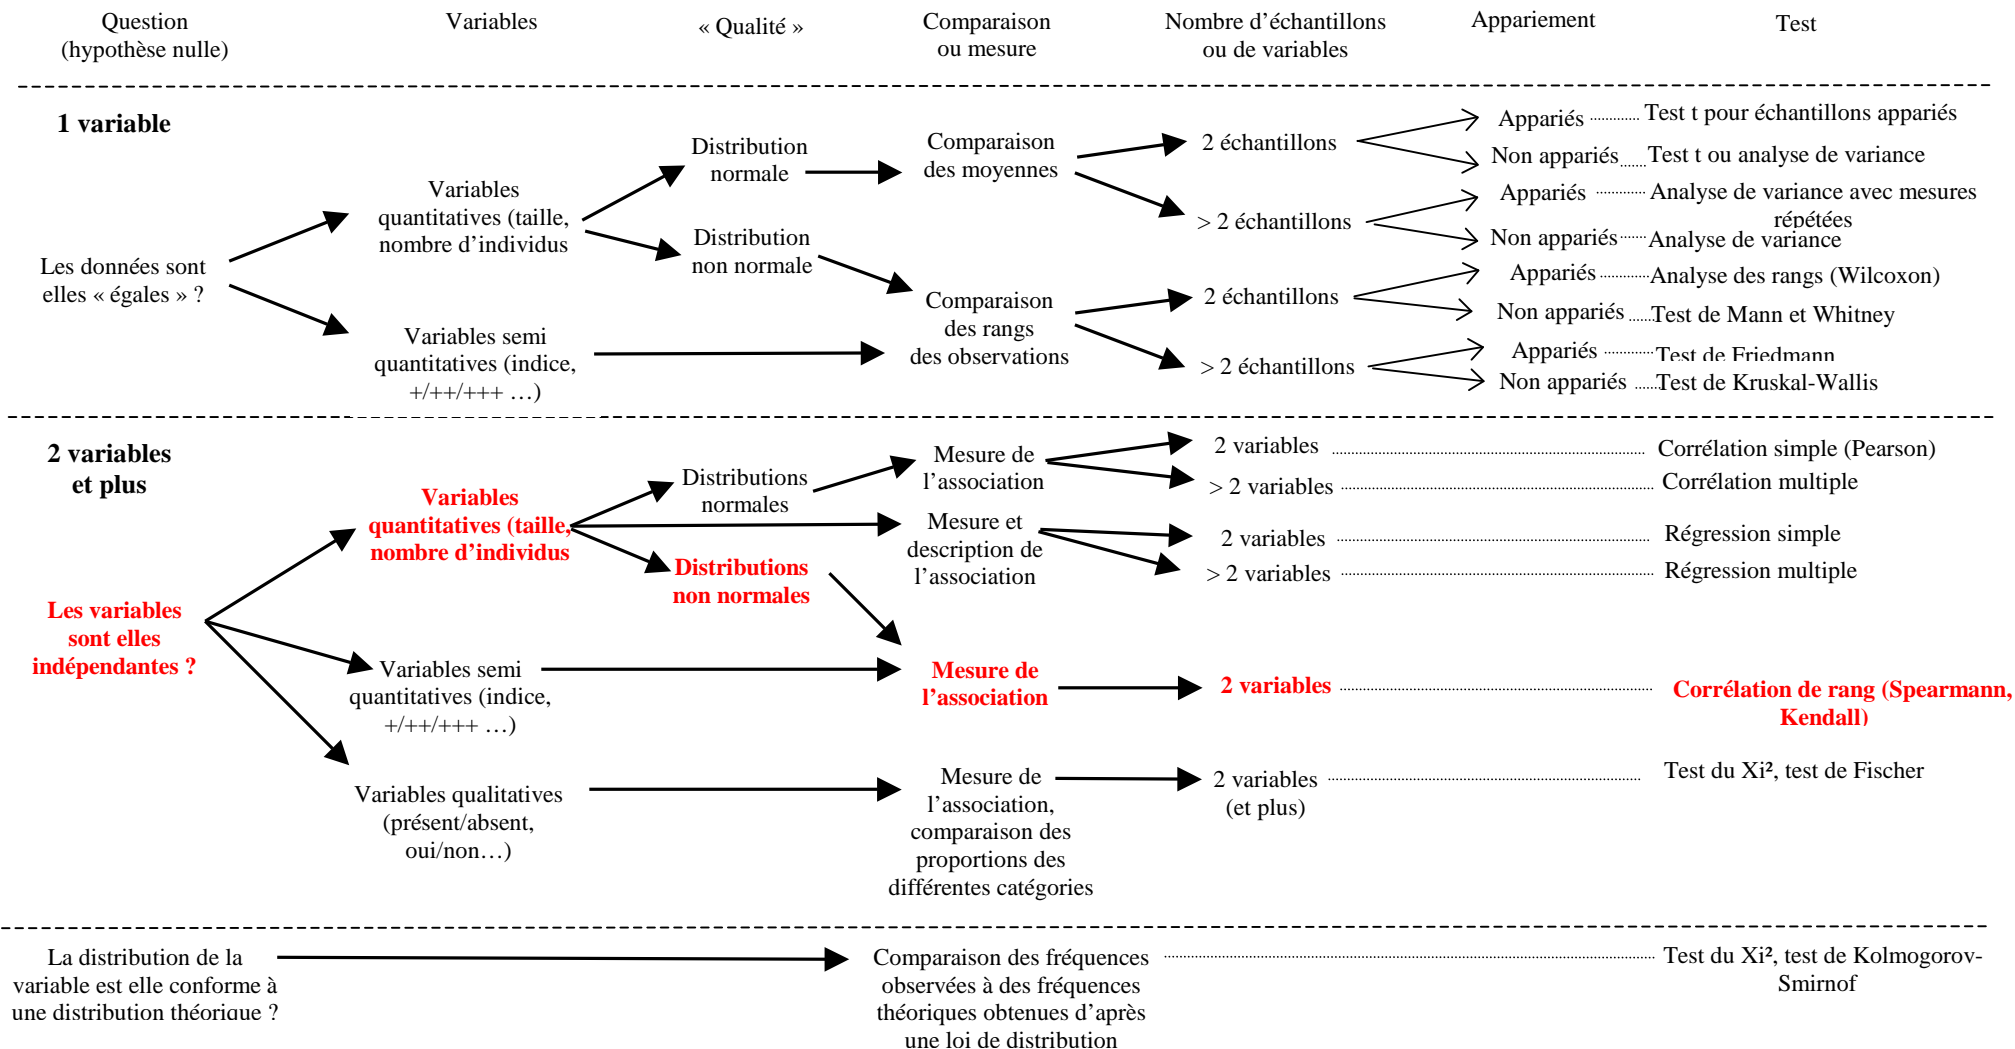 Question
(hypothèse nulle)
Variables
« Qualité »
Comparaison
ou mesure
Nombre d’échantillons
ou de variables
Appariement
Test
1 variable
Les données sont
elles « égales » ?
Variables
quantitatives (taille,
nombre d’individus
Variables semi
quantitatives (indice,
+/++/+++ …)
Distribution
normale
Distribution
non normale
Comparaison
des moyennes
Comparaison
des rangs
des observations
2 échantillons
> 2 échantillons
2 échantillons
> 2 échantillons
Appariés
Test t pour échantillons appariés
Non appariés
Test t ou analyse de variance
Appariés
Analyse de variance avec mesures
répétées
Non appariés
Analyse de variance
Appariés
Analyse des rangs (Wilcoxon)
Non appariés
Test de Mann et Whitney
Appariés
Test de Friedmann
Non appariés
Test de Kruskal-Wallis
2 variables
et plus
Les variables
sont elles
indépendantes ?
Variables
quantitatives (taille,
nombre d’individus
Variables semi
quantitatives (indice,
+/++/+++ …)
Variables qualitatives
(présent/absent,
oui/non…)
Distributions
normales
Distributions
non normales
Mesure de
l’association
Mesure et
description de
l’association
Mesure de
l’association
Mesure de
l’association,
comparaison des
proportions des
différentes catégories
2 variables
Corrélation simple (Pearson)
> 2 variables
Corrélation multiple
2 variables
Régression simple
> 2 variables
Régression multiple
2 variables
Corrélation de rang (Spearmann,
Kendall)
2 variables
(et plus)
Test du Xi², test de Fischer
La distribution de la
variable est elle conforme à
une distribution théorique ?
Comparaison des fréquences
observées à des fréquences
théoriques obtenues d’après
une loi de distribution
Test du Xi², test de Kolmogorov-
Smirnof